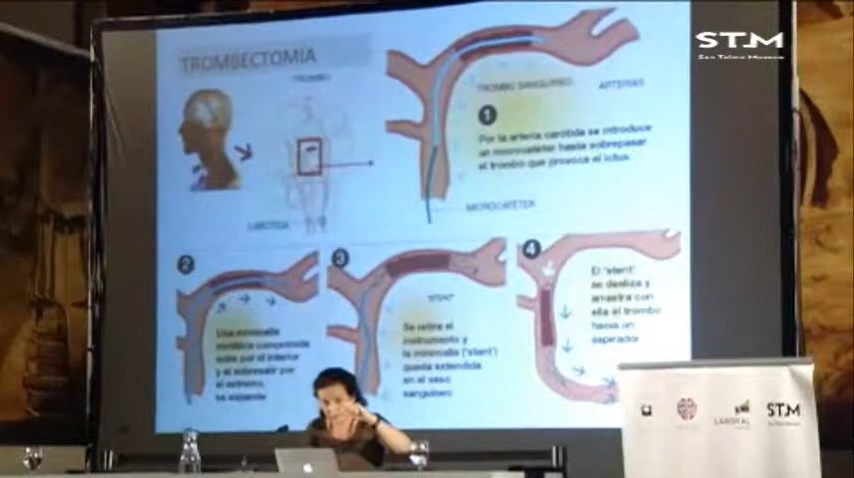 STM
San Telmo Museoa
TROMBECTOMÍA
TROMBO
TROMBO SANGUÍNEO
ARTERIAS
1
Por la arteria carótida se introduce
un microcatéter hasta sobrepasar
el trombo que provoca el ictus
MICROCATÉTER
CARÓTIDA
2
Una minimalla
metálica comprimida
sube por el interior
y al sobresalir por
el extremo,
se expande
3
STENT
Se retira el
instrumento y
la minimalla ('stent')
queda extendida
en el vaso
sanguíneo
4
El 'stent'
se desliza y
arrastra con
ella el trombo
hacia un
aspirador
LABORAL
STM